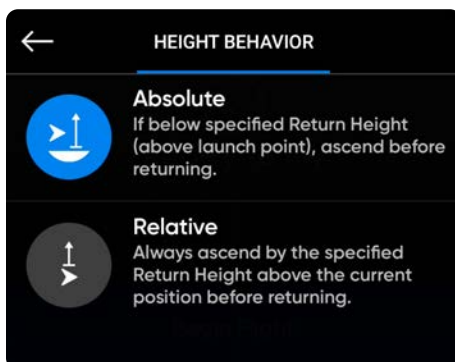 HEIGHT BEHAVIOR
Absolute
If below specified Return Height
(above launch point), ascend before
returning.
Relative
Always ascend by the specified
Return Height above the current
position before returning.